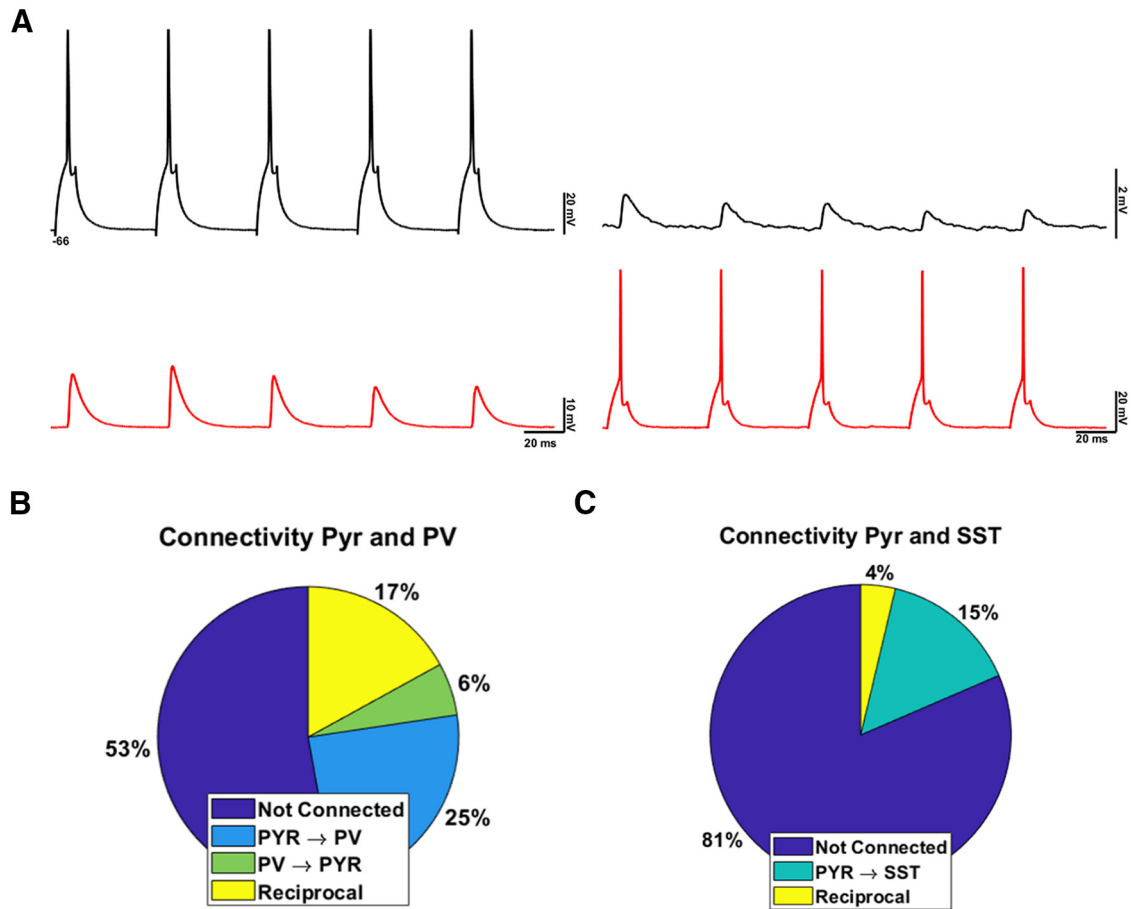 A
20 mV
-66
2 mV
10 mV
20 ms
20 mV
20 ms
B
Connectivity Pyr and PV
17%
6%
53%
25%
Not Connected
PYR → PV
PV → PYR
Reciprocal
C
Connectivity Pyr and SST
4%
15%
81%
Not Connected
PYR → SST
Reciprocal